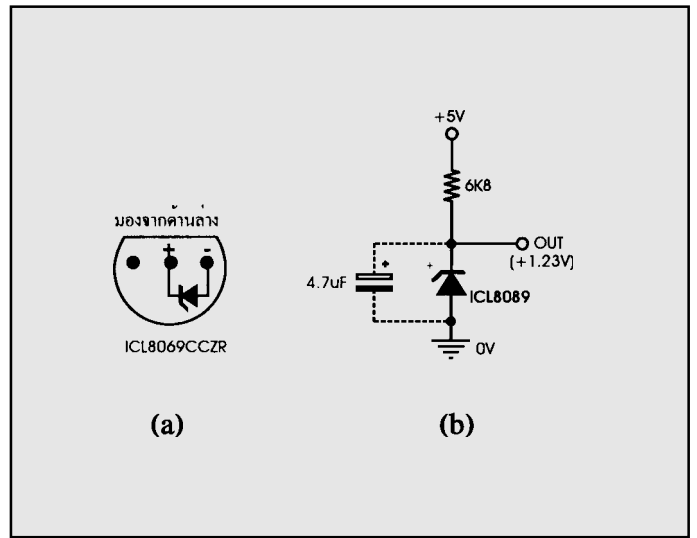 มองจากด้านล่าง
+ -
ICL8069CCZR
(a)
+5V
6K8
OUT
(+1.23V)
+
+
4.7uF
ICL8089
0V
(b)